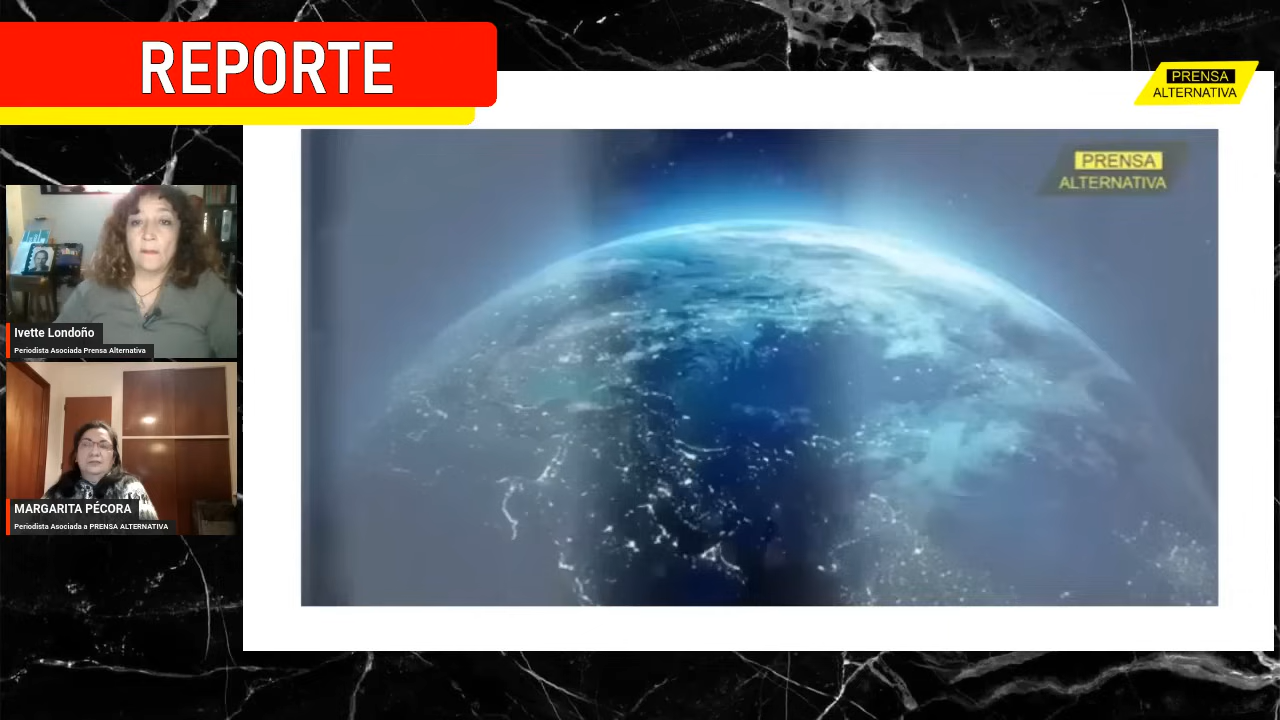 REPORTE
PRENSA
ALTERNATIVA
PRENSA
ALTERNATIVA
Ivette Londoño
Periodista Asociada Prensa Alternativa
MARGARITA PÉCORA
Periodista Asociada a PRENSA ALTERNATIVA